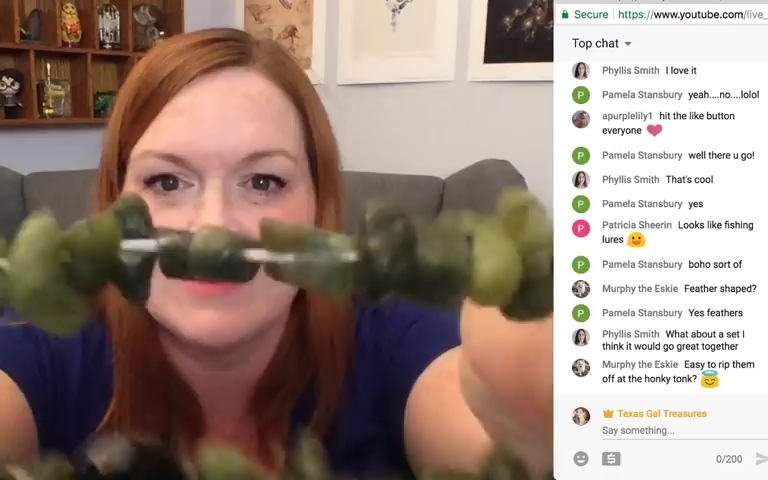 Secure https://www.youtube.com/live_
Top chat
Phyllis Smith I love it
P Pamela Stansbury yeah....no....lolol
apurplelily1 hit the like button
everyone
P Pamela Stansbury well there u go!
Phyllis Smith That's cool
P Pamela Stansbury yes
P Patricia Sheerin Looks like fishing
lures
P Pamela Stansbury boho sort of
Murphy the Eskie Feather shaped?
P Pamela Stansbury Yes feathers
Phyllis Smith What about a set I
think it would go great together
Murphy the Eskie Easy to rip them
off at the honky tonk?
Texas Gal Treasures
Say something...
$ 0/200